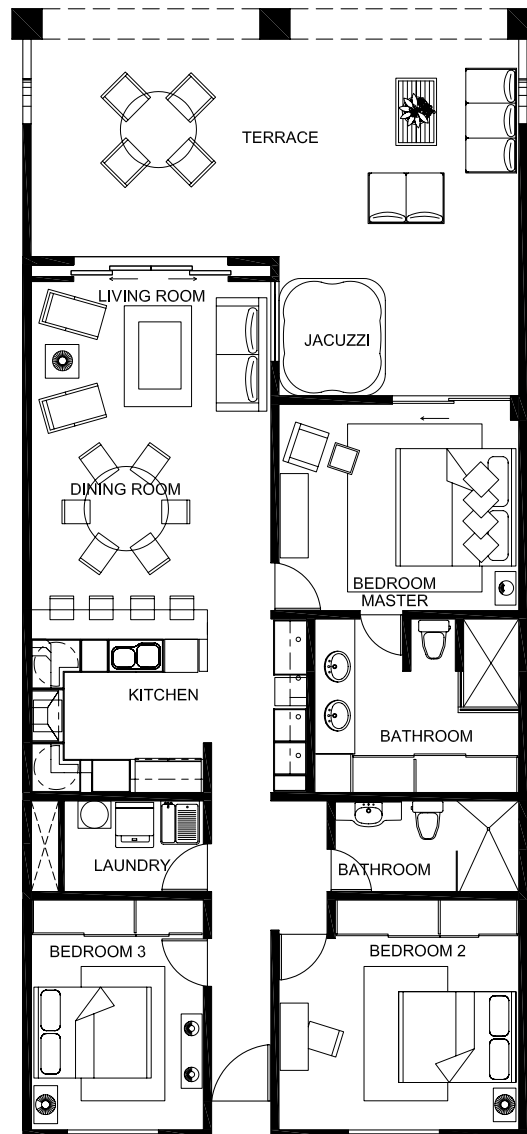 TERRACE
LIVING ROOM
JACUZZI
DINING ROOM
BEDROOM
MASTER
KITCHEN
BATHROOM
LAUNDRY
BATHROOM
BEDROOM 3
BEDROOM 2